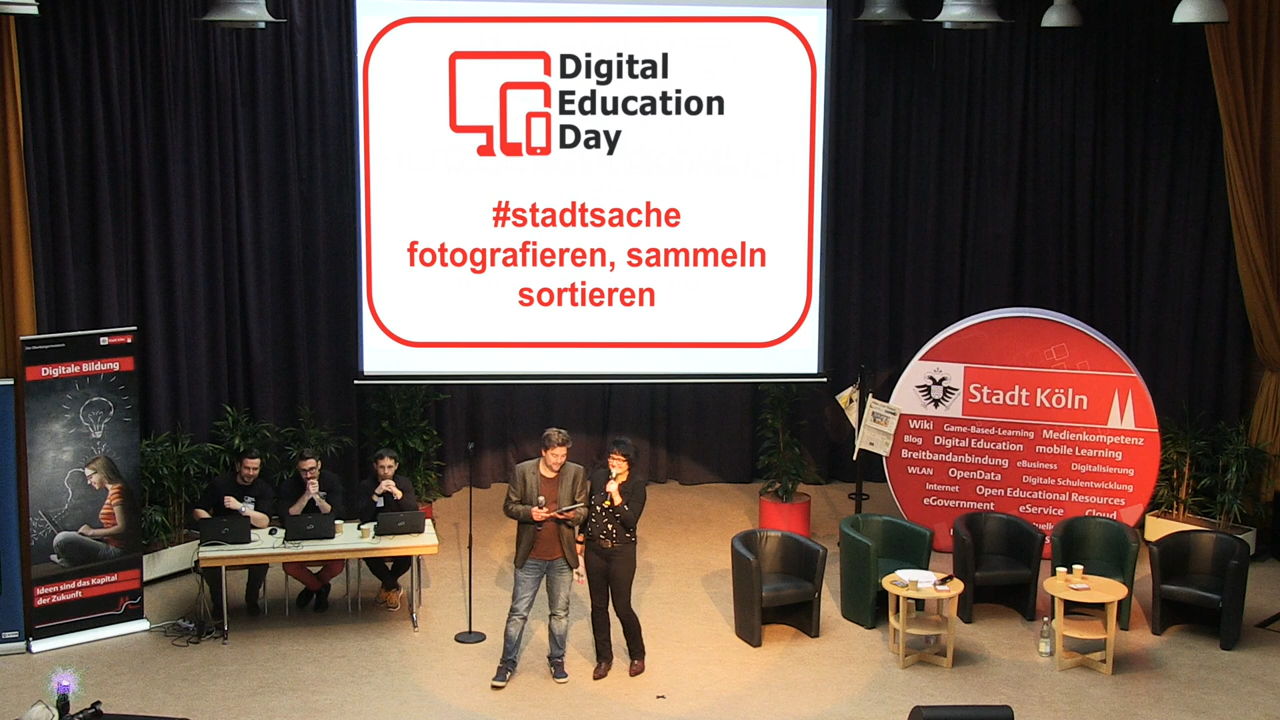 Digital
Education
Day
#stadtsache
fotografieren, sammeln
sortieren
Stadt Köln
Digitale Bildung
Ideen sind das Kapital
der Zukunft
Stadt Köln
Wiki Game-Based-Learning Medienkompetenz
Blog Digital Education mobile Learning
Breitbandanbindung eBusiness Digitalisierung
WLAN OpenData Digitale Schulentwicklung
Internet Open Educational Resources
eGovernment eService Cloud